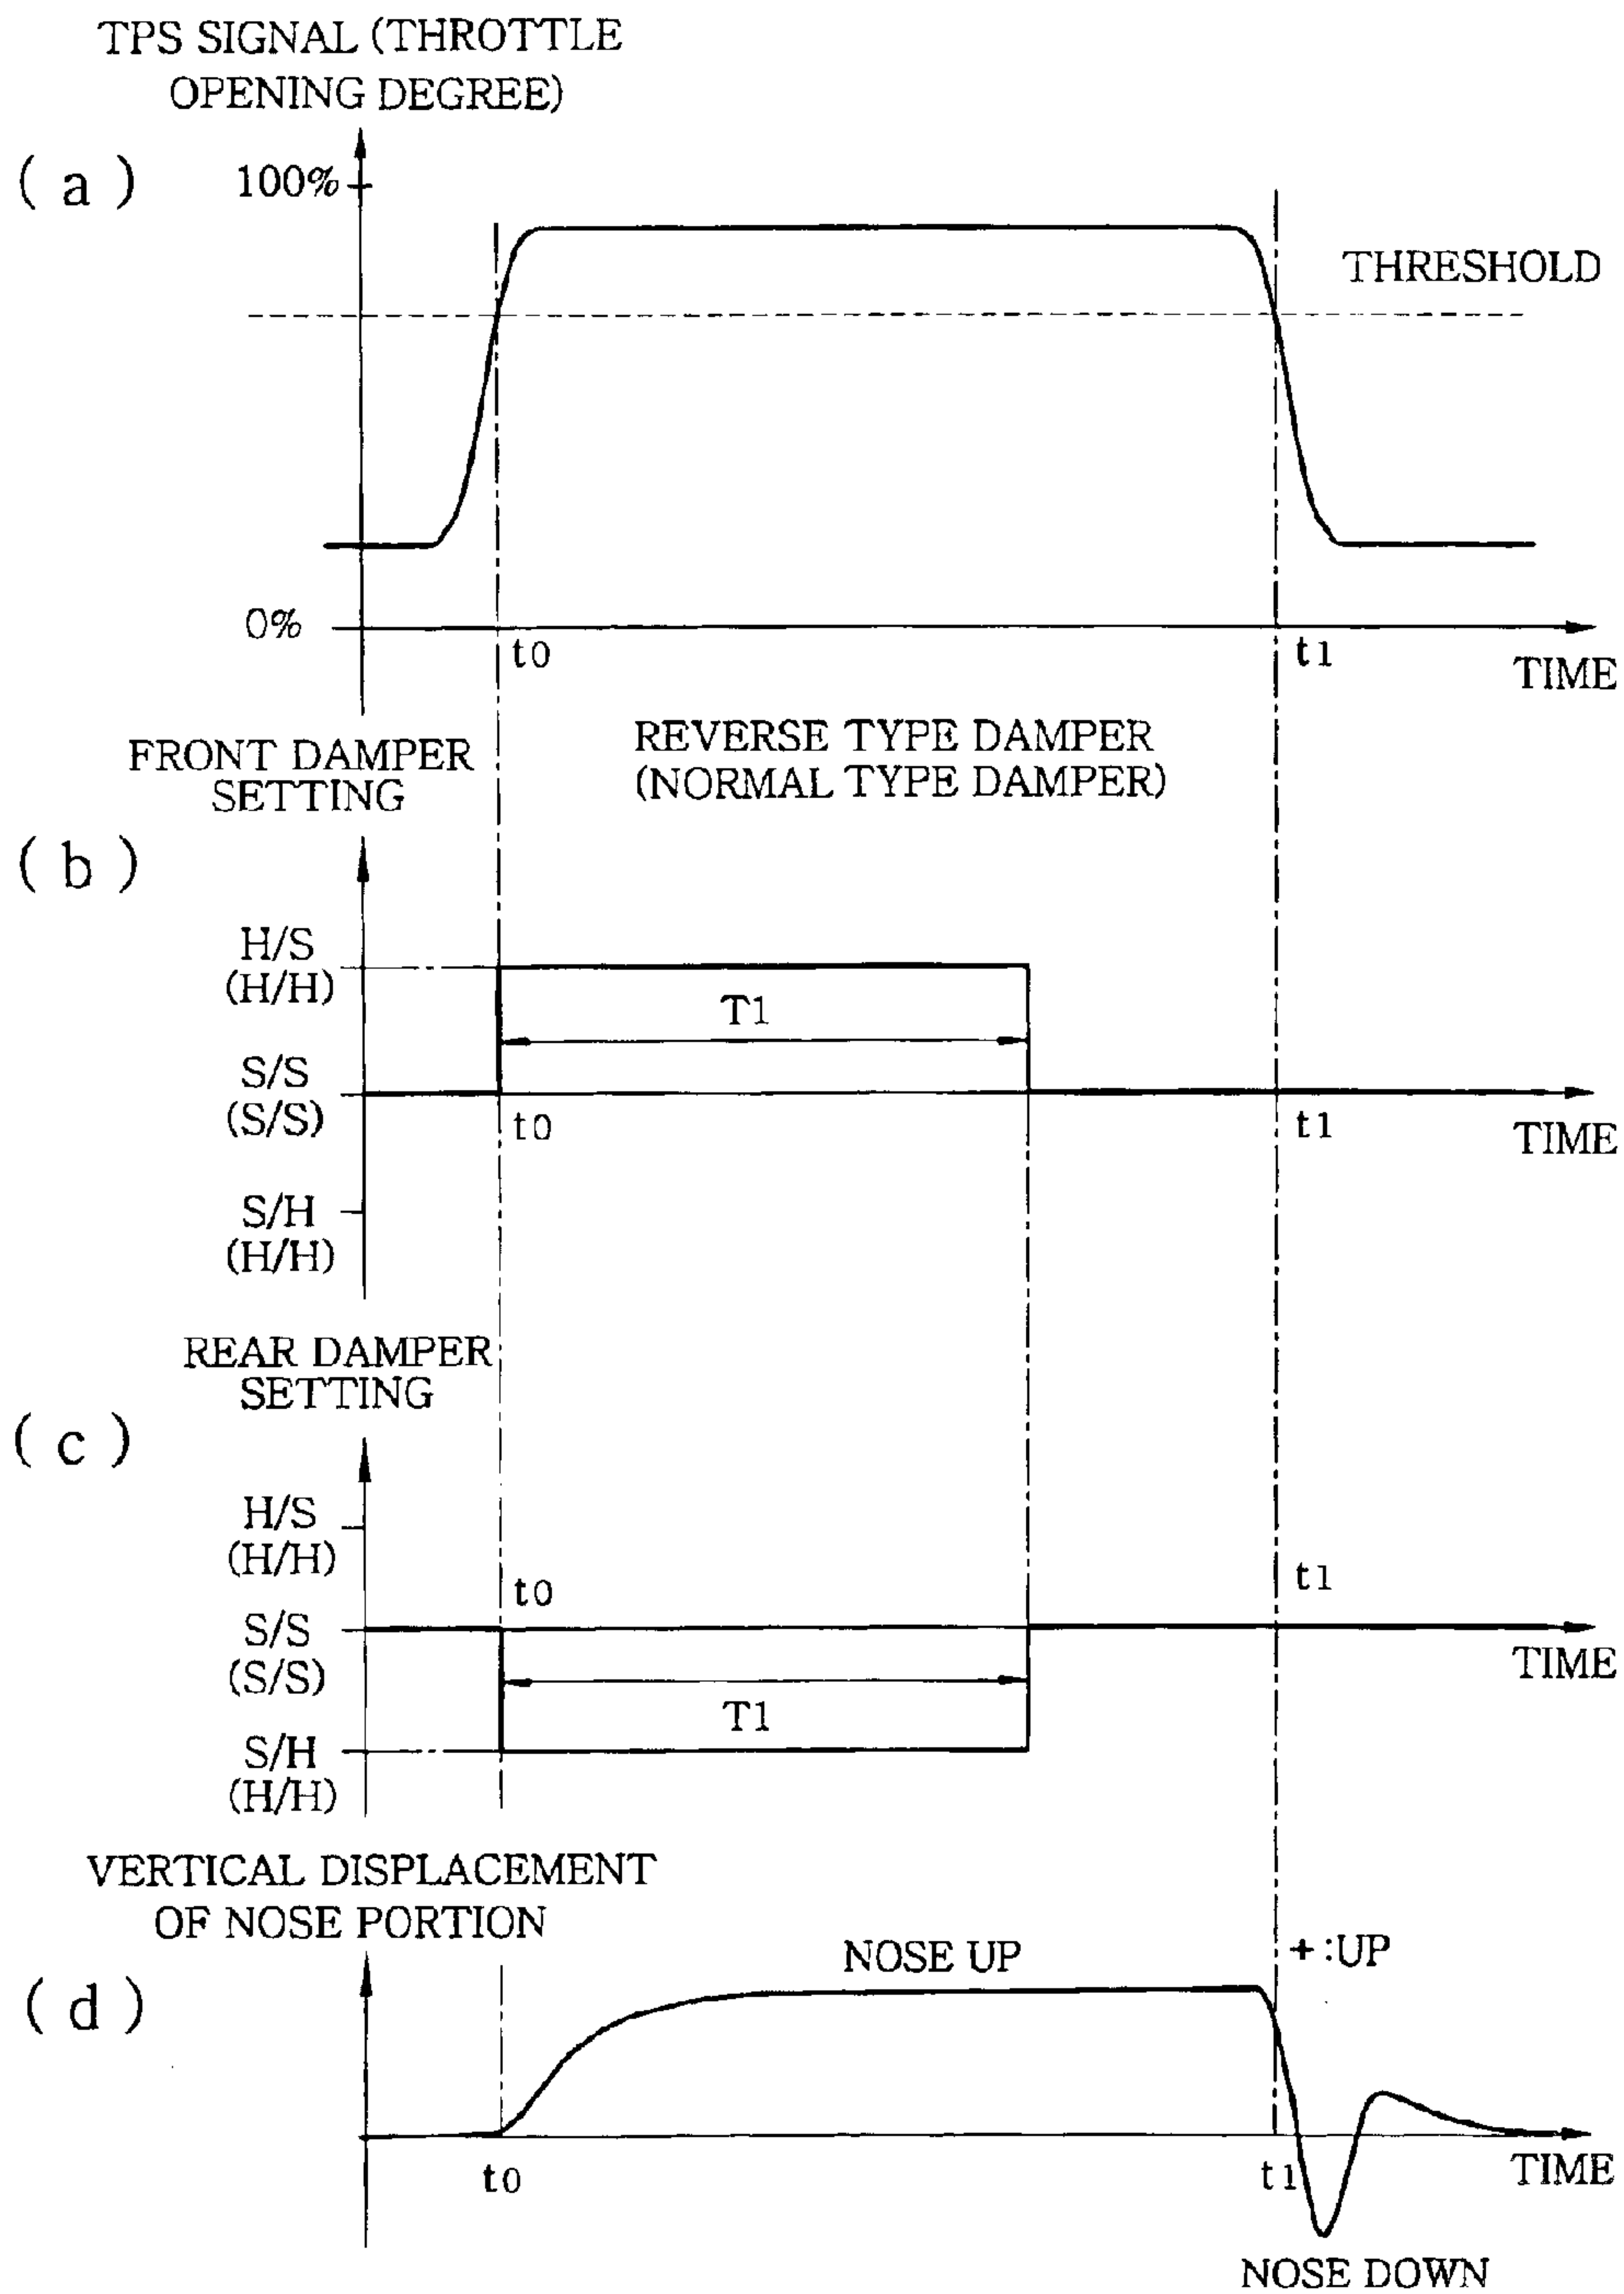 TPS SIGNAL (THROTTLE
OPENING DEGREE)
( a )
100%
THRESHOLD
0%
t0
t1
TIME
FRONT DAMPER
SETTING
REVERSE TYPE DAMPER
(NORMAL TYPE DAMPER)
( b )
H/S
(H/H)
T1
S/S
(S/S)
t0
t1
TIME
S/H
(H/H)
REAR DAMPER
SETTING
( c )
H/S
(H/H)
t0
t1
S/S
(S/S)
TIME
T1
S/H
(H/H)
VERTICAL DISPLACEMENT
OF NOSE PORTION
NOSE UP
+:UP
( d )
t0
t1
TIME
NOSE DOWN